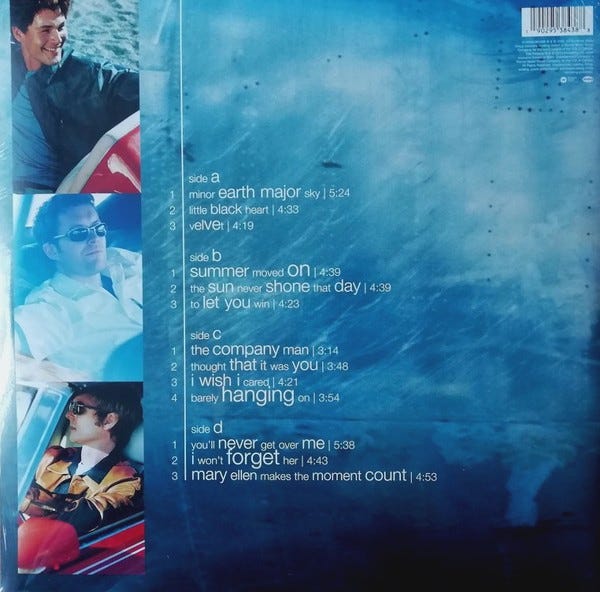 1 90295 38438 8
side a
1 minor earth major sky | 5:24
2 little black heart | 4:33
3 velvet | 4:19
side b
1 summer moved on | 4:39
2 the sun never shone that day | 4:39
3 to let you win | 4:23
side c
1 the company man | 3:14
2 thought that it was you | 3:48
3 i wish i cared | 4:21
4 barely hanging on | 3:54
side d
1 you'll never get over me | 5:38
2 i won't forget her | 4:43
3 mary ellen makes the moment count | 4:53